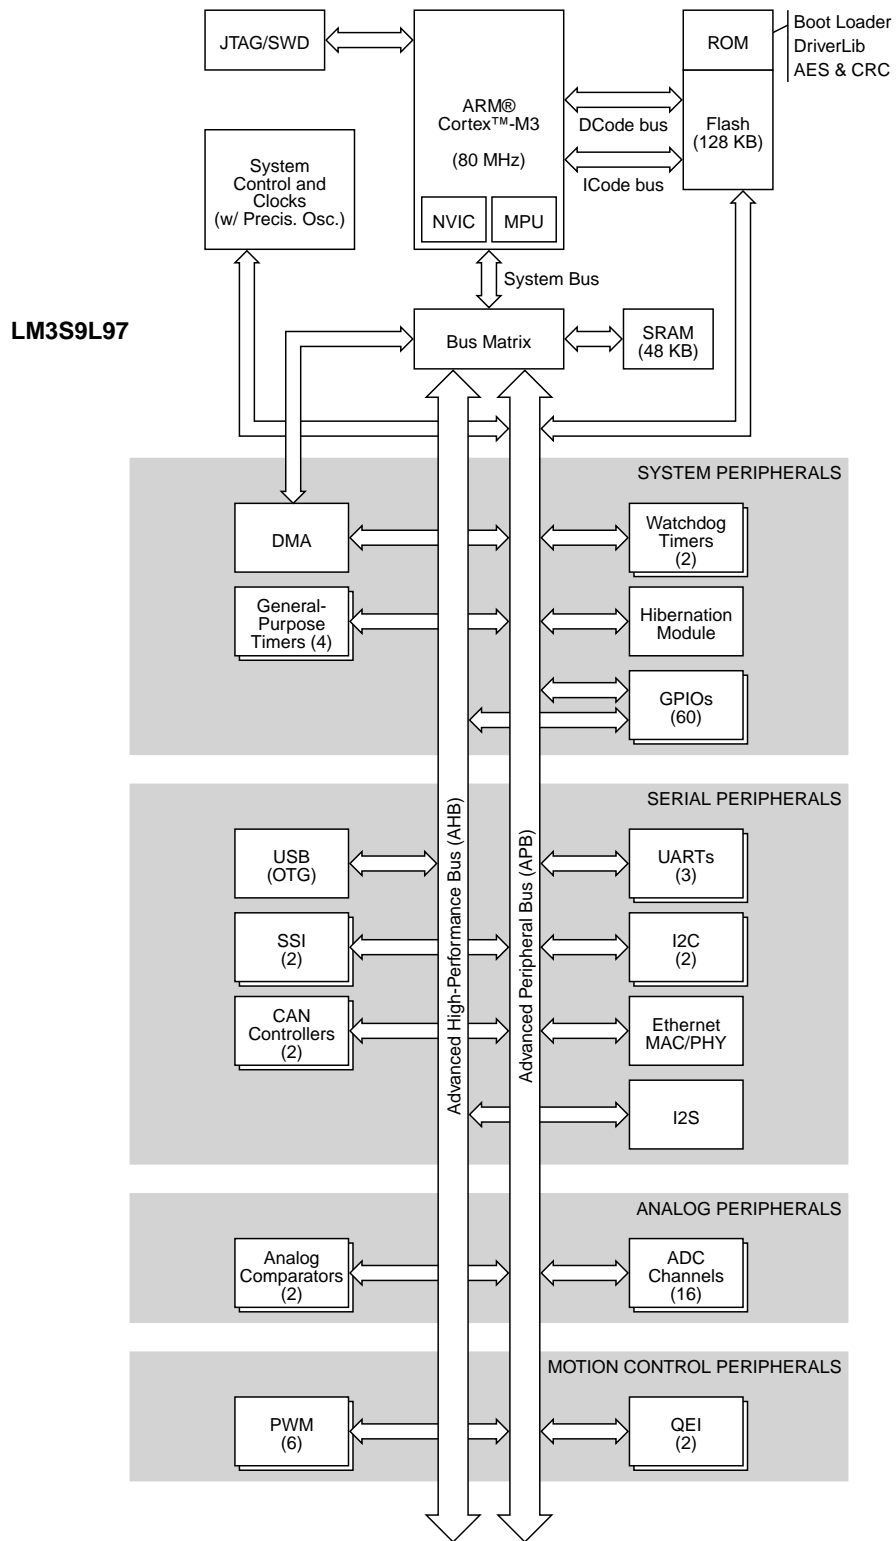 JTAG/SWD
ARM®
Cortex™-M3
(80 MHz)
NVIC
MPU
ROM
Boot Loader
DriverLib
AES & CRC
Flash
(128 KB)
DCode bus
ICode bus
System
Control and
Clocks
(w/ Precis. Osc.)
System Bus
LM3S9L97
Bus Matrix
SRAM
(48 KB)
SYSTEM PERIPHERALS
DMA
Watchdog
Timers
(2)
General-
Purpose
Timers (4)
Hibernation
Module
GPIOs
(60)
Advanced High-Performance Bus (AHB)
Advanced Peripheral Bus (APB)
SERIAL PERIPHERALS
USB
(OTG)
UARTs
(3)
SSI
(2)
I2C
(2)
CAN
Controllers
(2)
Ethernet
MAC/PHY
I2S
ANALOG PERIPHERALS
Analog
Comparators
(2)
ADC
Channels
(16)
MOTION CONTROL PERIPHERALS
PWM
(6)
QEI
(2)